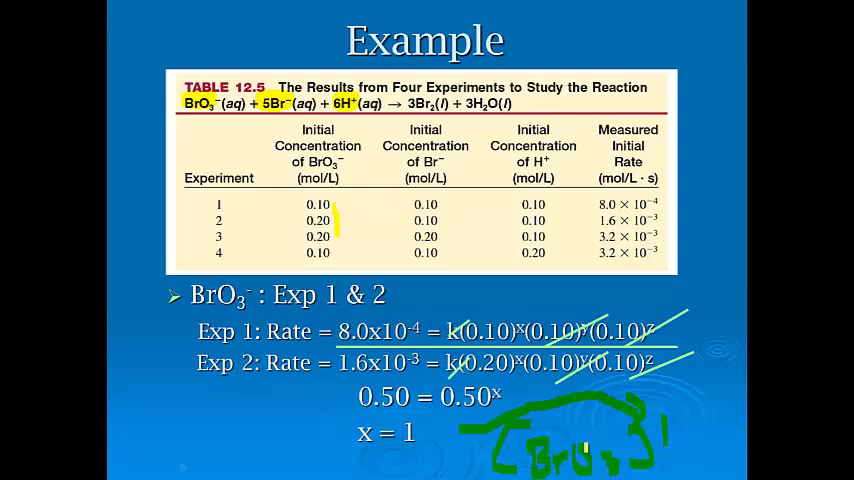 Example
TABLE 12.5 The Results from Four Experiments to Study the Reaction
BrO₃⁻(aq) + 5Br⁻(aq) + 6H⁺(aq) → 3Br₂(l) + 3H₂O(l)
Experiment Initial Concentration of BrO₃⁻ (mol/L) Initial Concentration of Br⁻ (mol/L) Initial Concentration of H⁺ (mol/L) Measured Initial Rate (mol/L · s)
1 0.10 0.10 0.10 8.0 × 10⁻⁴
2 0.20 0.10 0.10 1.6 × 10⁻³
3 0.20 0.20 0.10 3.2 × 10⁻³
4 0.10 0.10 0.20 3.2 × 10⁻³
BrO₃⁻ : Exp 1 & 2
Exp 1: Rate = 8.0x10⁻⁴ = k(0.10)ˣ(0.10)ʸ(0.10)ᶻ
Exp 2: Rate = 1.6x10⁻³ = k(0.20)ˣ(0.10)ʸ(0.10)ᶻ
0.50 = 0.50ˣ
x = 1